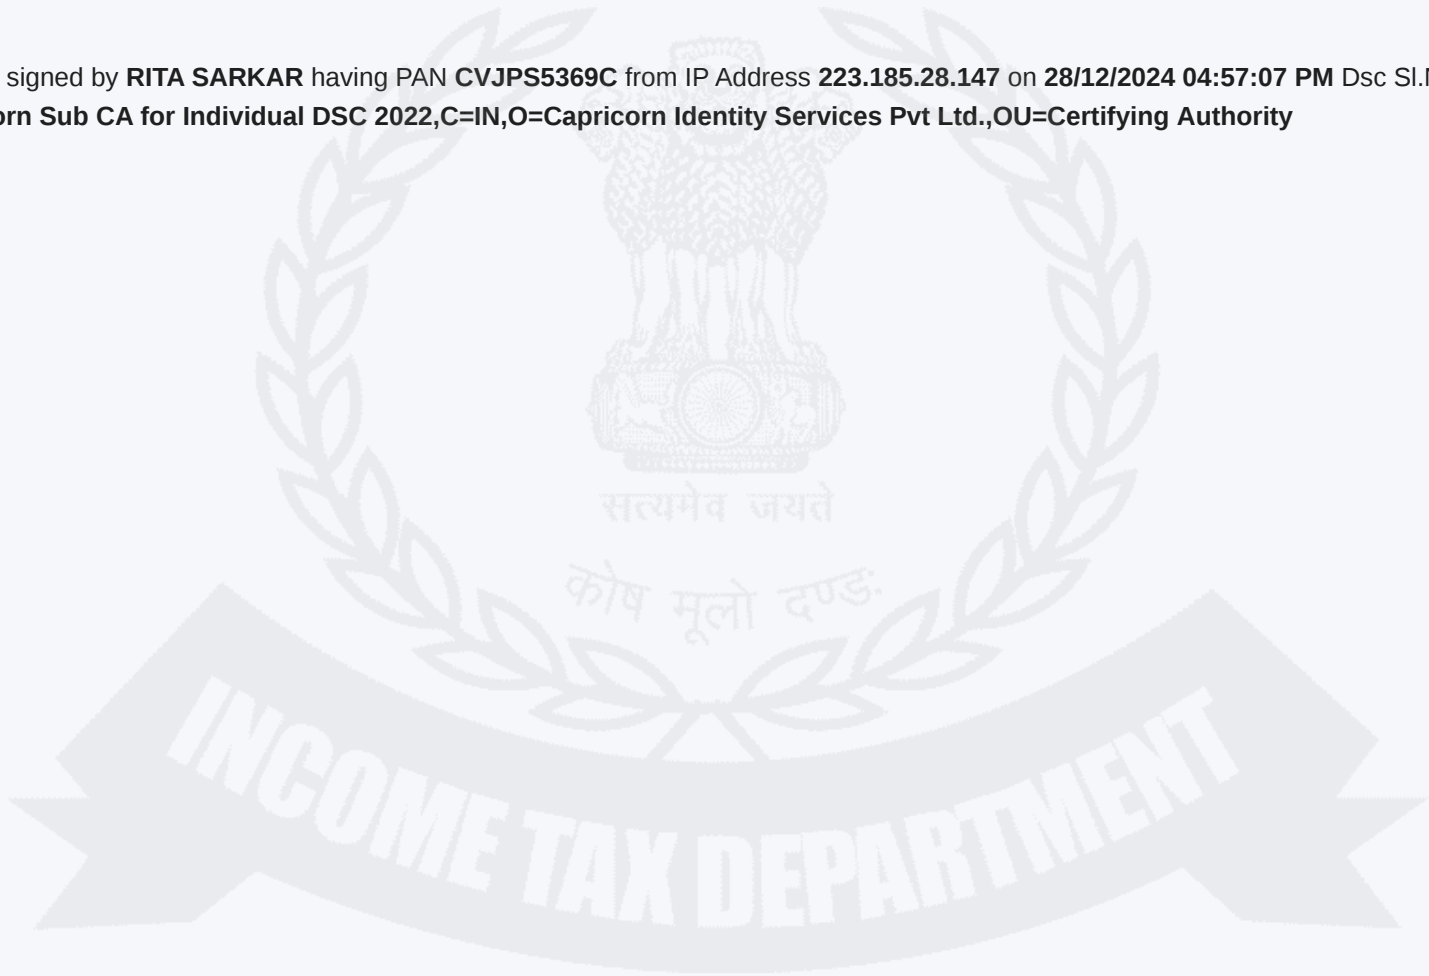 signed by RITA SARKAR having PAN CVJPS5369C from IP Address 223.185.28.147 on 28/12/2024 04:57:07 PM Dsc Sl.
orn Sub CA for Individual DSC 2022,C=IN,O=Capricorn Identity Services Pvt Ltd.,OU=Certifying Authority
सत्यमेव जयते
कोष मूलो दण्डः
INCOME TAX DEPARTMENT